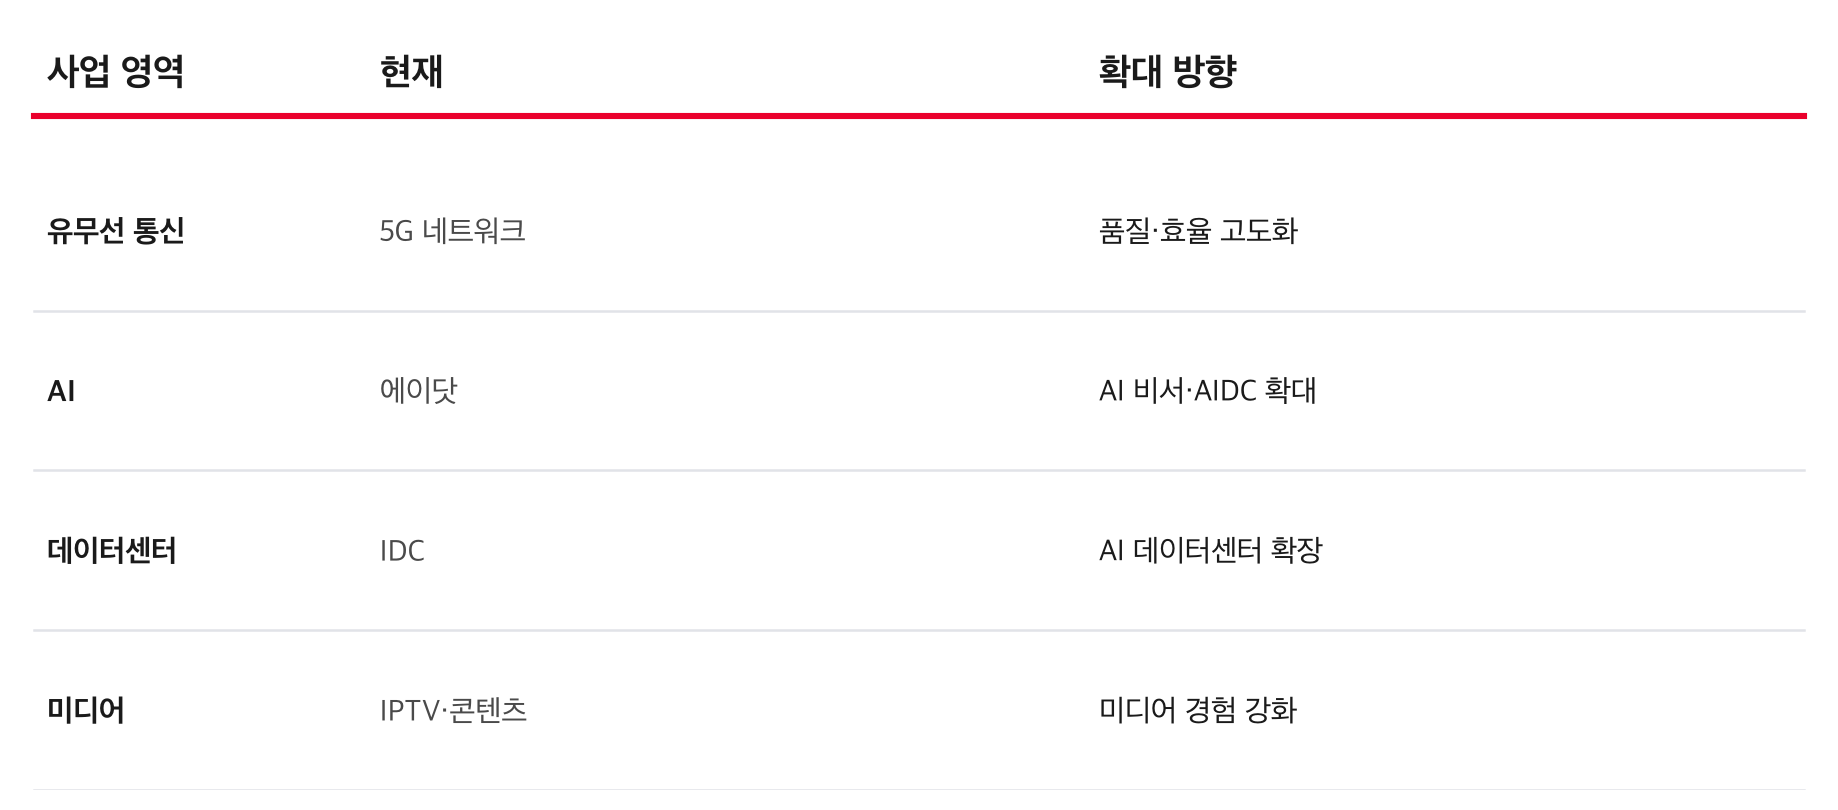 사업 영역 현재 확대 방향
유무선 통신 5G 네트워크 품질·효율 고도화
AI 에이닷 AI 비서·AIDC 확대
데이터센터 IDC AI 데이터센터 확장
미디어 IPTV·콘텐츠 미디어 경험 강화